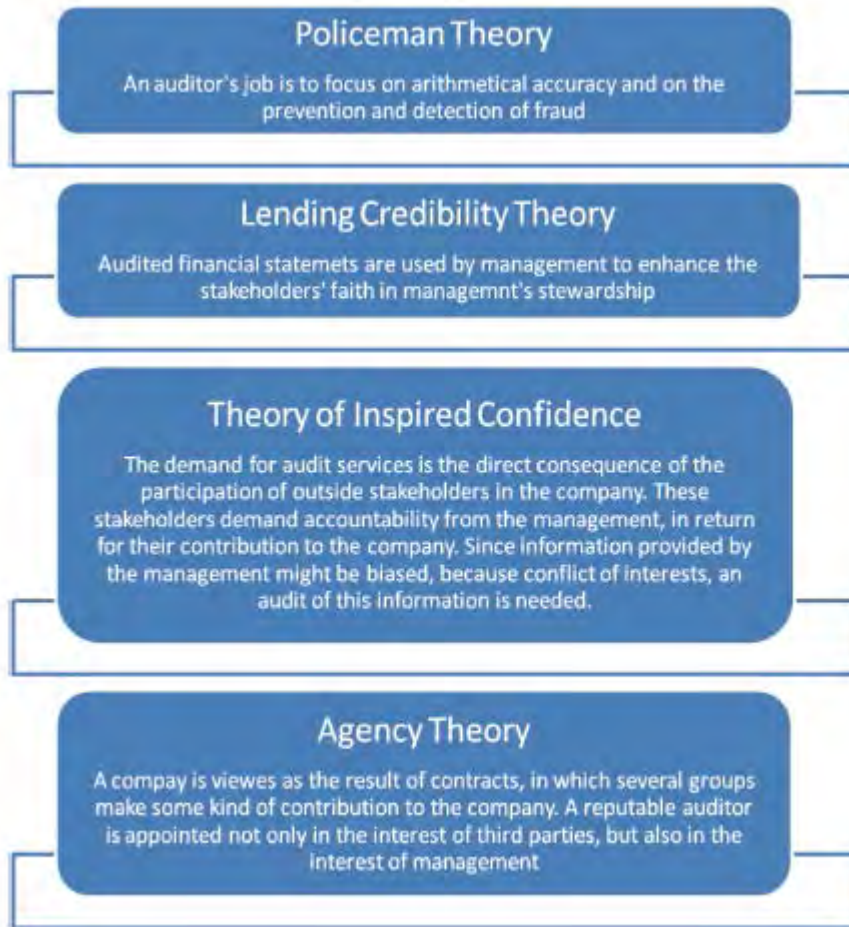 Policeman Theory
An auditor's job is to focus on arithmetical accuracy and on the
prevention and detection of fraud
Lending Credibility Theory
Audited financial statemets are used by management to enhance the
stakeholders' faith in managemnt's stewardship
Theory of Inspired Confidence
The demand for audit services is the direct consequence of the
participation of outside stakeholders in the company. These
stakeholders demand accountability from the management, in return
for their contribution to the company. Since information provided by
the management might be biased, because conflict of interests, an
audit of this information is needed.
Agency Theory
A compay is viewes as the result of contracts, in which several groups
make some kind of contribution to the company. A reputable auditor
is appointed not only in the interest of third parties, but also in the
interest of management